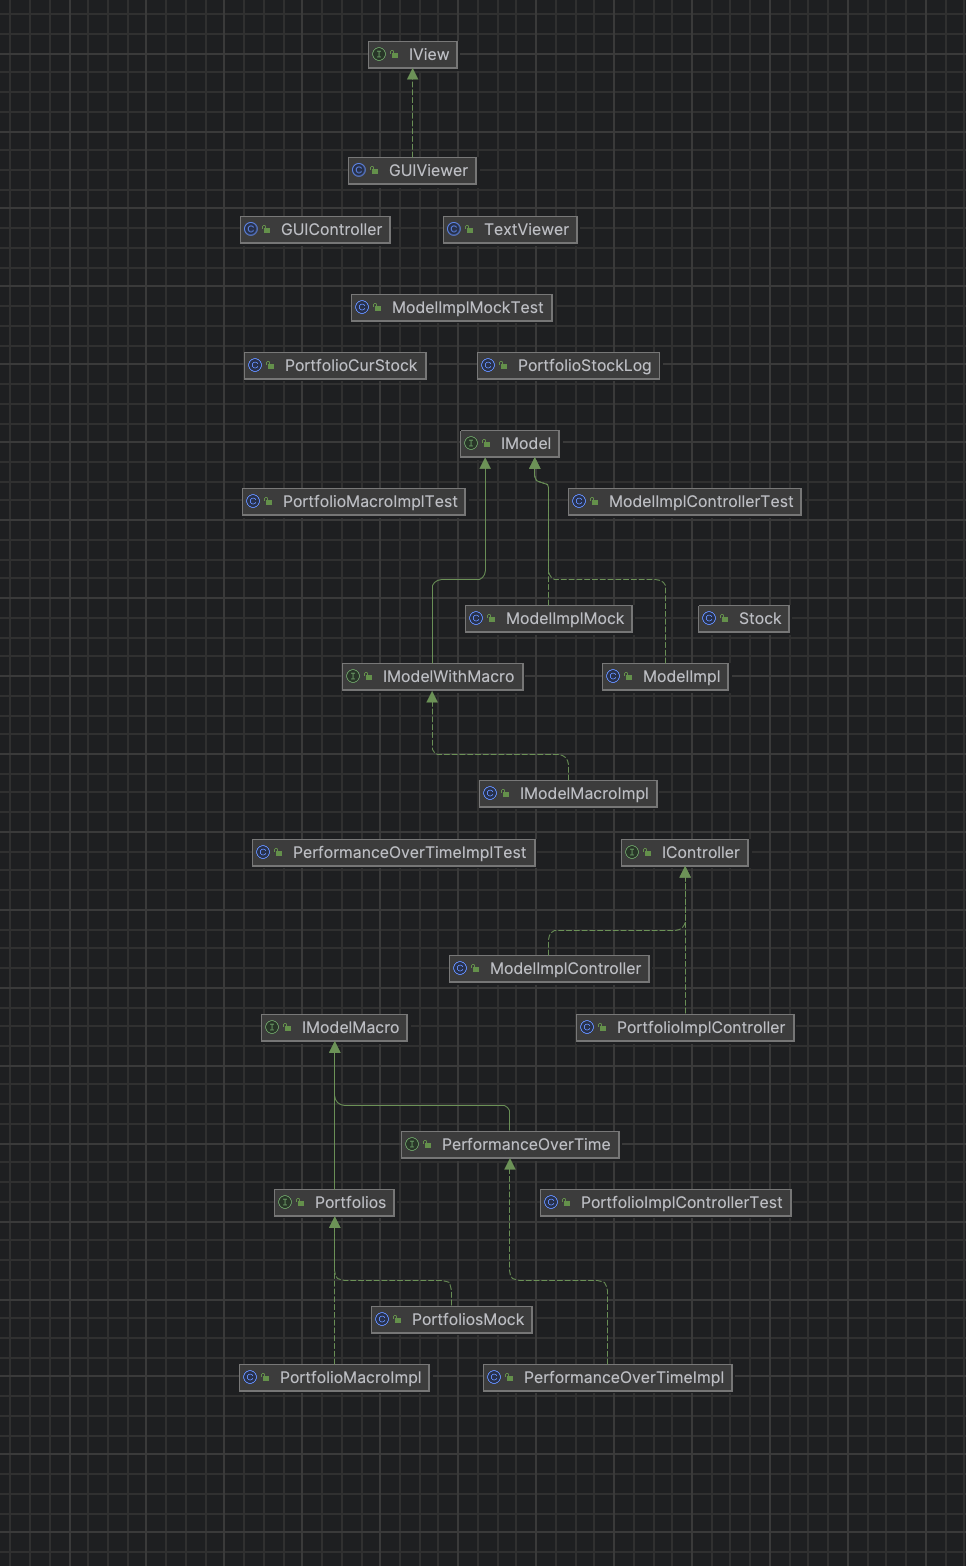 IView
GUIViewer
GUIController
TextViewer
ModelImplMockTest
PortfolioCurStock
PortfolioStockLog
IModel
PortfolioMacroImplTest
ModelImplControllerTest
ModelImplMock
Stock
IModelWithMacro
ModelImpl
IModelMacroImpl
PerformanceOverTimeImplTest
IController
ModelImplController
IModelMacro
PortfolioImplController
PerformanceOverTime
Portfolios
PortfolioImplControllerTest
PortfoliosMock
PortfolioMacroImpl
PerformanceOverTimeImpl